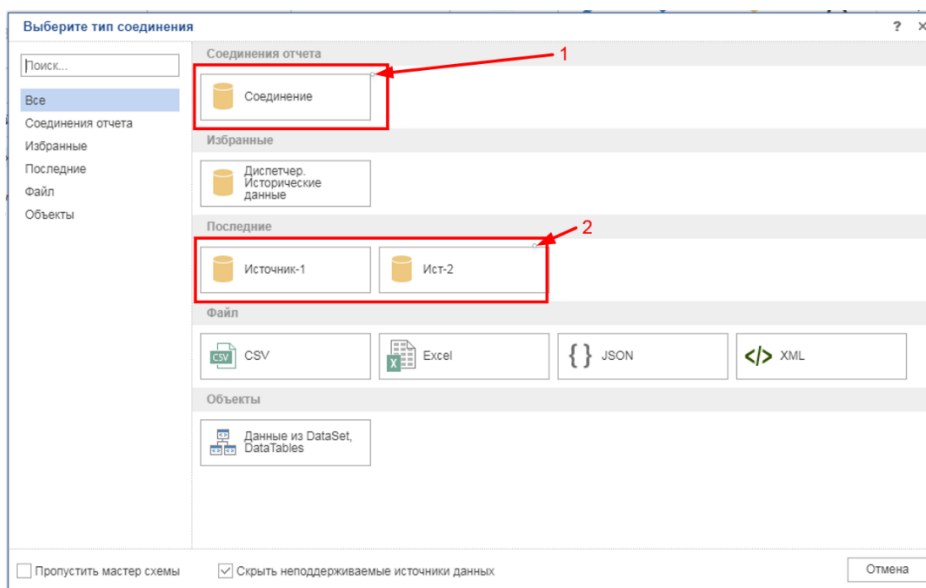 Выберите тип соединения
?
Поиск...
Все
Соединения отчета
Избранные
Последние
Файл
Объекты
Соединения отчета
1
Соединение
Избранные
Диспетчер.
Исторические
данные
Последние
2
Источник-1
Ист-2
Файл
CSV
CSV
X
Excel
{ }
JSON
</>
XML
Объекты
Данные из DataSet,
DataTables
Пропустить мастер схемы
Скрыть неподдерживаемые источники данных
Отмена